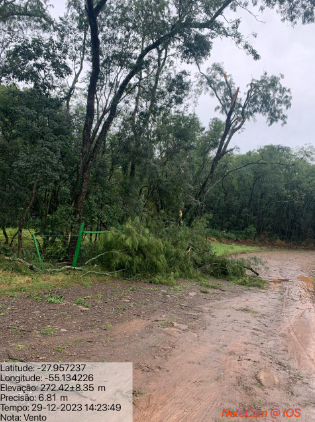 Latitude: -27.957237
Longitude: -55.134226
Elevação: 272.42±8.35 m
Precisão: 6.81 m
Tempo: 29-12-2023 14:23:49
Nota: Vento
@ iOS